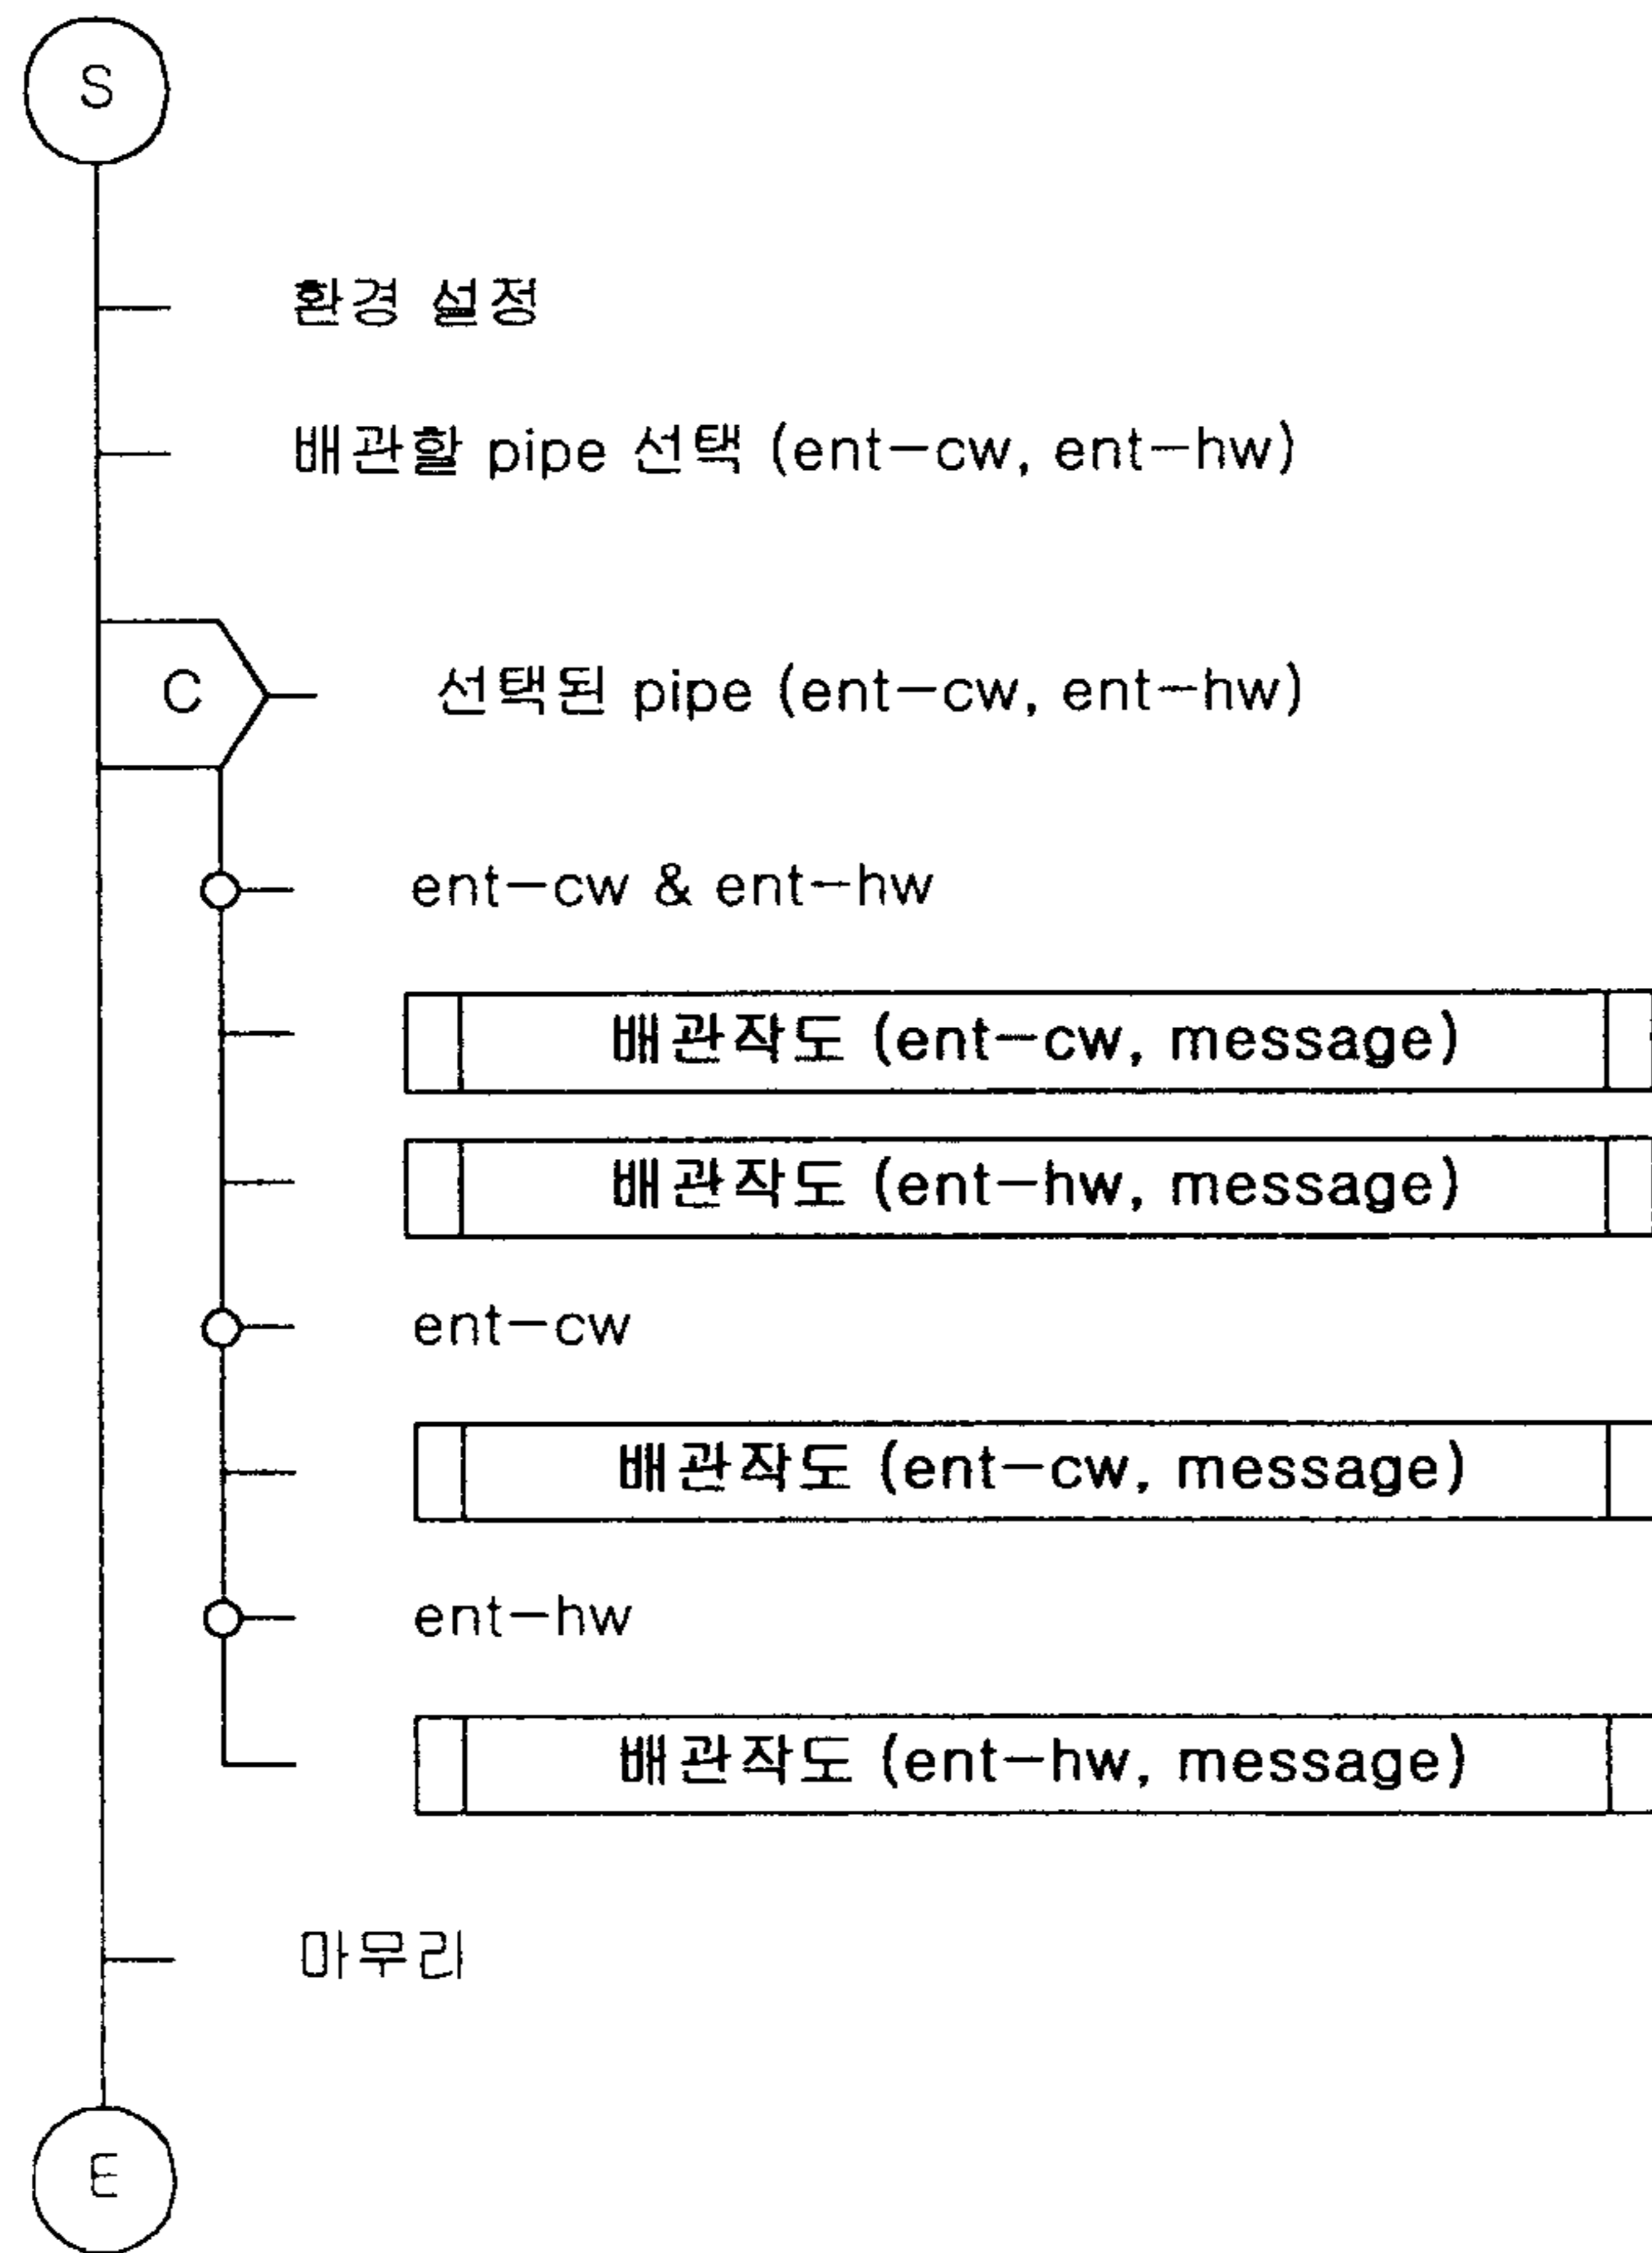 S
환경 설정
배관할 pipe 선택 (ent-cw, ent-hw)
C
선택된 pipe (ent-cw, ent-hw)
ent-cw & ent-hw
배관작도 (ent-cw, message)
배관작도 (ent-hw, message)
ent-cw
배관작도 (ent-cw, message)
ent-hw
배관작도 (ent-hw, message)
마무리
E